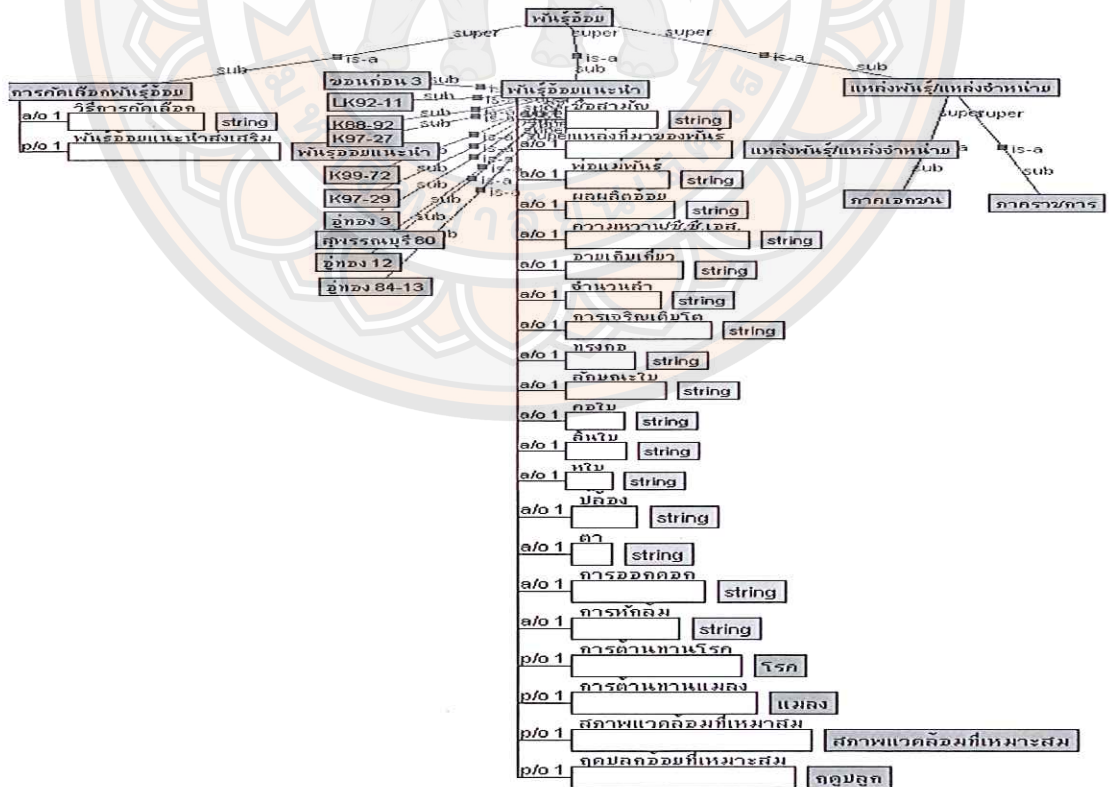 พันธุ์อ้อย
super
super
super
is-a
is-a
is-a
sub
sub
sub
การคัดเลือกพันธุ์อ้อย
a/o 1 วิธีการคัดเลือก string
p/o 1 พันธุ์อ้อยแนะนำส่งเสริม พันธุ์อ้อยแนะนำ
ขอนแก่น 3 sub
LK92-11 sub
K88-92 sub
K97-27 sub
K99-72
K97-29
อู่ทอง 3
สุพรรณบุรี 80
อู่ทอง 12
อู่ทอง 84-13
พันธุ์อ้อยแนะนำ
ชื่อสามัญ string
a/o 1 แหล่งที่มาของพันธุ์ แหล่งพันธุ์/แหล่งจำหน่าย
a/o 1 พ่อแม่พันธุ์ string
a/o 1 ผลผลิตอ้อย string
a/o 1 ความหวาน/ซี.ซี.เอส. string
a/o 1 อายุเก็บเกี่ยว string
a/o 1 จำนวนลำ string
a/o 1 การเจริญเติบโต string
a/o 1 ทรงกอ string
a/o 1 ลักษณะใบ string
a/o 1 คอใบ string
a/o 1 ลิ้นใบ string
a/o 1 หูใบ string
a/o 1 ปล้อง string
a/o 1 ตา string
a/o 1 การออกดอก string
a/o 1 การหักล้ม string
p/o 1 การต้านทานโรค โรค
p/o 1 การต้านทานแมลง แมลง
p/o 1 สภาพแวดล้อมที่เหมาะสม สภาพแวดล้อมที่เหมาะสม
p/o 1 ฤดูปลูกอ้อยที่เหมาะสม ฤดูปลูก
แหล่งพันธุ์/แหล่งจำหน่าย
super
is-a
sub
sub
ภาคเอกชน
ภาคราชการ